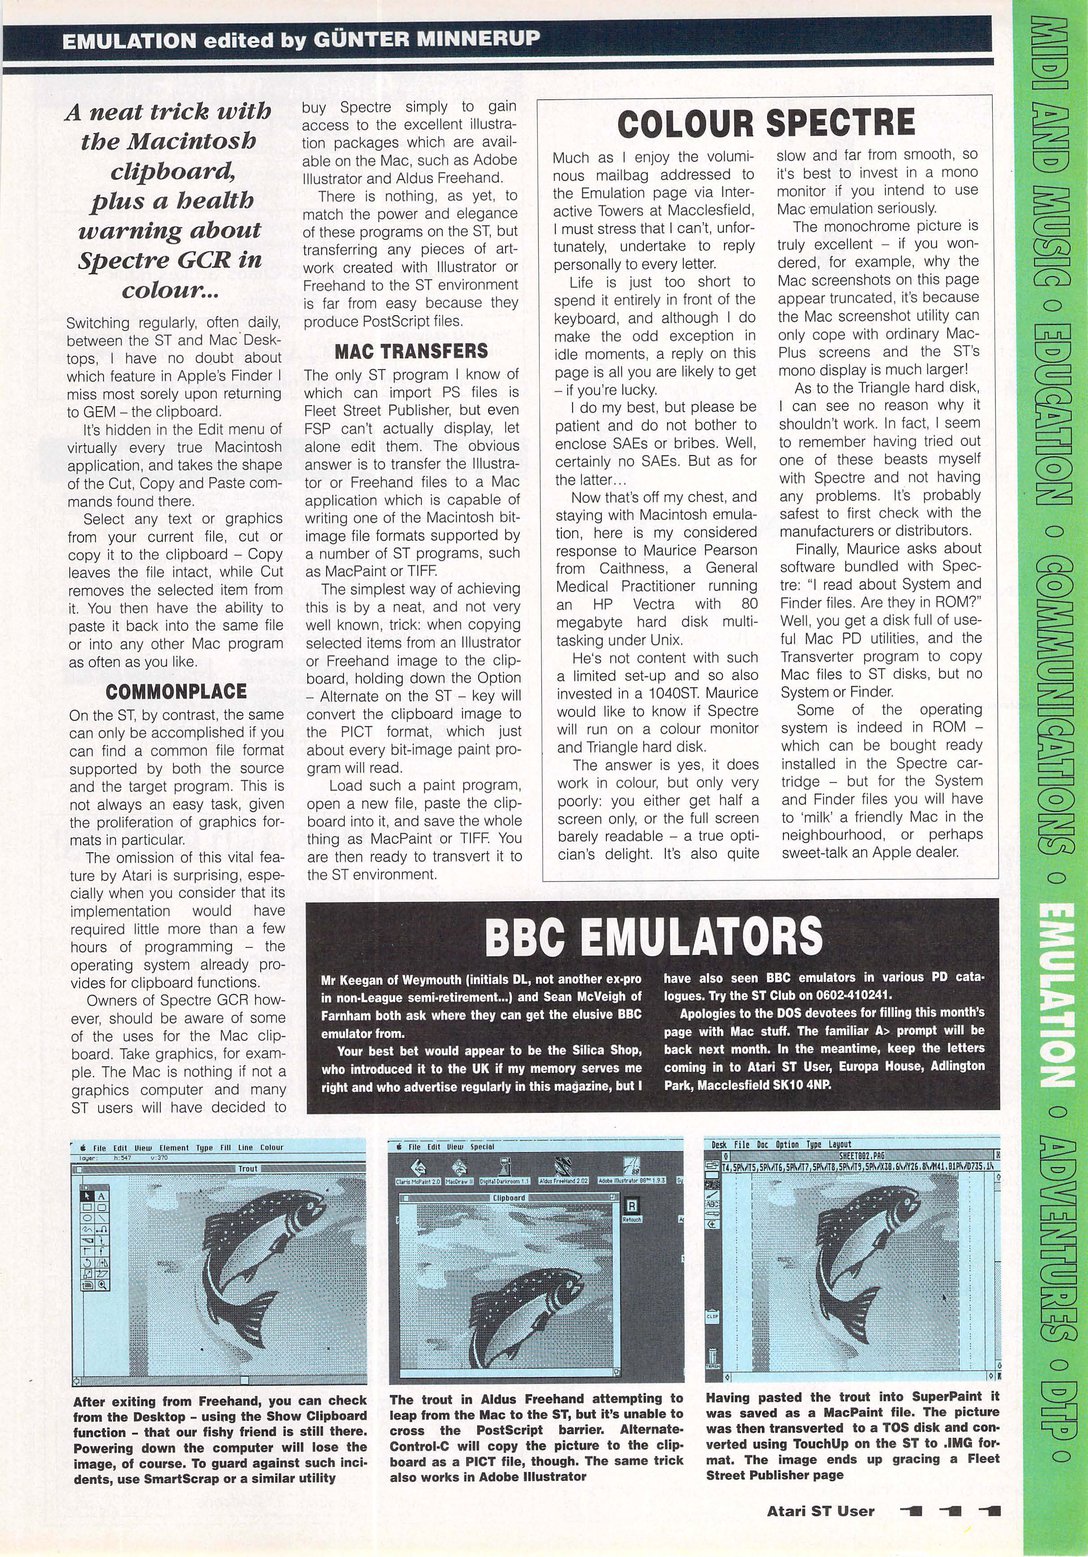 EMULATION edited by GÜNTER MINNERUP
A neat trick with
the Macintosh
clipboard,
plus a health
warning about
Spectre GCR in
colour...
Switching regularly, often daily,
between the ST and Mac Desk-
tops, I have no doubt about
which feature in Apple's Finder I
miss most sorely upon returning
to GEM – the clipboard.
It's hidden in the Edit menu of
virtually every true Macintosh
application, and takes the shape
of the Cut, Copy and Paste com-
mands found there.
Select any text or graphics
from your current file, cut or
copy it to the clipboard – Copy
leaves the file intact, while Cut
removes the selected item from
it. You then have the ability to
paste it back into the same file
or into any other Mac program
as often as you like.
COMMONPLACE
On the ST, by contrast, the same
can only be accomplished if you
can find a common file format
supported by both the source
and the target program. This is
not always an easy task, given
the proliferation of graphics for-
mats in particular.
The omission of this vital fea-
ture by Atari is surprising, espe-
cially when you consider that its
implementation would have
required little more than a few
hours of programming – the
operating system already pro-
vides for clipboard functions.
Owners of Spectre GCR how-
ever, should be aware of some
of the uses for the Mac clip-
board. Take graphics, for exam-
ple. The Mac is nothing if not a
graphics computer and many
ST users will have decided to
buy Spectre simply to gain
access to the excellent illustra-
tion packages which are avail-
able on the Mac, such as Adobe
Illustrator and Aldus Freehand.
There is nothing, as yet, to
match the power and elegance
of these programs on the ST, but
transferring any pieces of art-
work created with Illustrator or
Freehand to the ST environment
is far from easy because they
produce PostScript files.
MAC TRANSFERS
The only ST program I know of
which can import PS files is
Fleet Street Publisher, but even
FSP can't actually display, let
alone edit them. The obvious
answer is to transfer the Illustra-
tor or Freehand files to a Mac
application which is capable of
writing one of the Macintosh bit-
image file formats supported by
a number of ST programs, such
as MacPaint or TIFF.
The simplest way of achieving
this is by a neat, and not very
well known, trick: when copying
selected items from an Illustrator
or Freehand image to the clip-
board, holding down the Option
– Alternate on the ST – key will
convert the clipboard image to
the PICT format, which just
about every bit-image paint pro-
gram will read.
Load such a paint program,
open a new file, paste the clip-
board into it, and save the whole
thing as MacPaint or TIFF. You
are then ready to transvert it to
the ST environment.
COLOUR SPECTRE
Much as I enjoy the volumi-
nous mailbag addressed to
the Emulation page via Inter-
active Towers at Macclesfield,
I must stress that I can't, unfor-
tunately, undertake to reply
personally to every letter.
Life is just too short to
spend it entirely in front of the
keyboard, and although I do
make the odd exception in
idle moments, a reply on this
page is all you are likely to get
– if you're lucky.
I do my best, but please be
patient and do not bother to
enclose SAEs or bribes. Well,
certainly no SAEs. But as for
the latter...
Now that's off my chest, and
staying with Macintosh emula-
tion, here is my considered
response to Maurice Pearson
from Caithness, a General
Medical Practitioner running
an HP Vectra with 80
megabyte hard disk multi-
tasking under Unix.
He's not content with such
a limited set-up and so also
invested in a 1040ST. Maurice
would like to know if Spectre
will run on a colour monitor
and Triangle hard disk.
The answer is yes, it does
work in colour, but only very
poorly: you either get half a
screen only, or the full screen
barely readable – a true opti-
cian's delight. It's also quite
slow and far from smooth, so
it's best to invest in a mono
monitor if you intend to use
Mac emulation seriously.
The monochrome picture is
truly excellent – if you won-
dered, for example, why the
Mac screenshots on this page
appear truncated, it's because
the Mac screenshot utility can
only cope with ordinary Mac-
Plus screens and the ST's
mono display is much larger!
As to the Triangle hard disk,
I can see no reason why it
shouldn't work. In fact, I seem
to remember having tried out
one of these beasts myself
with Spectre and not having
any problems. It's probably
safest to first check with the
manufacturers or distributors.
Finally, Maurice asks about
software bundled with Spec-
tre: "I read about System and
Finder files. Are they in ROM?"
Well, you get a disk full of use-
ful Mac PD utilities, and the
Transverter program to copy
Mac files to ST disks, but no
System or Finder.
Some of the operating
system is indeed in ROM –
which can be bought ready
installed in the Spectre car-
tridge – but for the System
and Finder files you will have
to 'milk' a friendly Mac in the
neighbourhood, or perhaps
sweet-talk an Apple dealer.
BBC EMULATORS
Mr Keegan of Weymouth (initials DL, not another ex-pro
in non-League semi-retirement...) and Sean McVeigh of
Farnham both ask where they can get the elusive BBC
emulator from.
Your best bet would appear to be the Silica Shop,
who introduced it to the UK if my memory serves me
right and who advertise regularly in this magazine, but I
have also seen BBC emulators in various PD cata-
logues. Try the ST Club on 0602-410241.
Apologies to the DOS devotees for filling this month's
page with Mac stuff. The familiar A> prompt will be
back next month. In the meantime, keep the letters
coming in to Atari ST User, Europa House, Adlington
Park, Macclesfield SK10 4NP.
File Edit View Element Type Fill Line Colour
layer: h:547 v:370
Trout
A
After exiting from Freehand, you can check
from the Desktop – using the Show Clipboard
function – that our fishy friend is still there.
Powering down the computer will lose the
image, of course. To guard against such inci-
dents, use SmartScrap or a similar utility
File Edit View Special
Claris McPaint 2.0 MacDraw II Digital Darkroom 1.1 Aldus FreeHand 2.02 Adobe Illustrator 88™ 1.9.3
Clipboard
R
Retouch
The trout in Aldus Freehand attempting to
leap from the Mac to the ST, but it's unable to
cross the PostScript barrier. Alternate-
Control-C will copy the picture to the clip-
board as a PICT file, though. The same trick
also works in Adobe Illustrator
Desk File Doc Option Type Layout
SHEET002.PAG
T4,SP%/T5,SP%/T6,SP%/T7,SP%/T8,SP%/T9,SP%/X30.6%/Y26.8%/M41.01P%/D735.1%
ABC
CLIP
Having pasted the trout into SuperPaint it
was saved as a MacPaint file. The picture
was then transverted to a TOS disk and con-
verted using TouchUp on the ST to .IMG for-
mat. The image ends up gracing a Fleet
Street Publisher page
Atari ST User
MIDI AND MUSIC ○ EDUCATION ○ COMMUNICATIONS ○ EMULATION ○ ADVENTURES ○ DTP ○